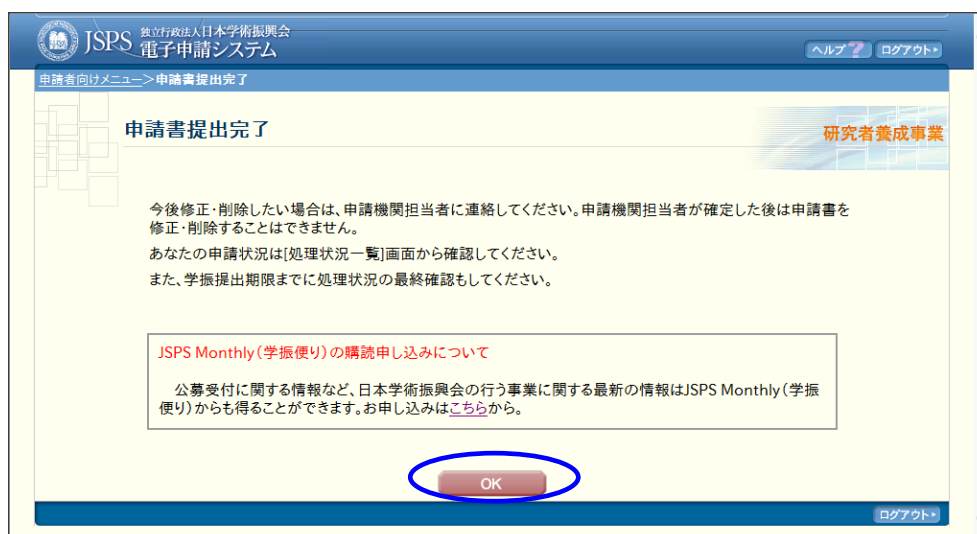 JSPS 独立行政法人日本学術振興会
電子申請システム
ヘルプ? ログアウト
申請者向けメニュー>申請書提出完了
申請書提出完了
研究者養成事業
今後修正・削除したい場合は、申請機関担当者に連絡してください。申請機関担当者が確定した後は申請書を
修正・削除することはできません。
あなたの申請状況は[処理状況一覧]画面から確認してください。
また、学振提出期限までに処理状況の最終確認もしてください。
JSPS Monthly(学振便り)の購読申し込みについて
公募受付に関する情報など、日本学術振興会の行う事業に関する最新の情報はJSPS Monthly(学振
便り)からも得ることができます。お申し込みはこちらから。
OK
ログアウト